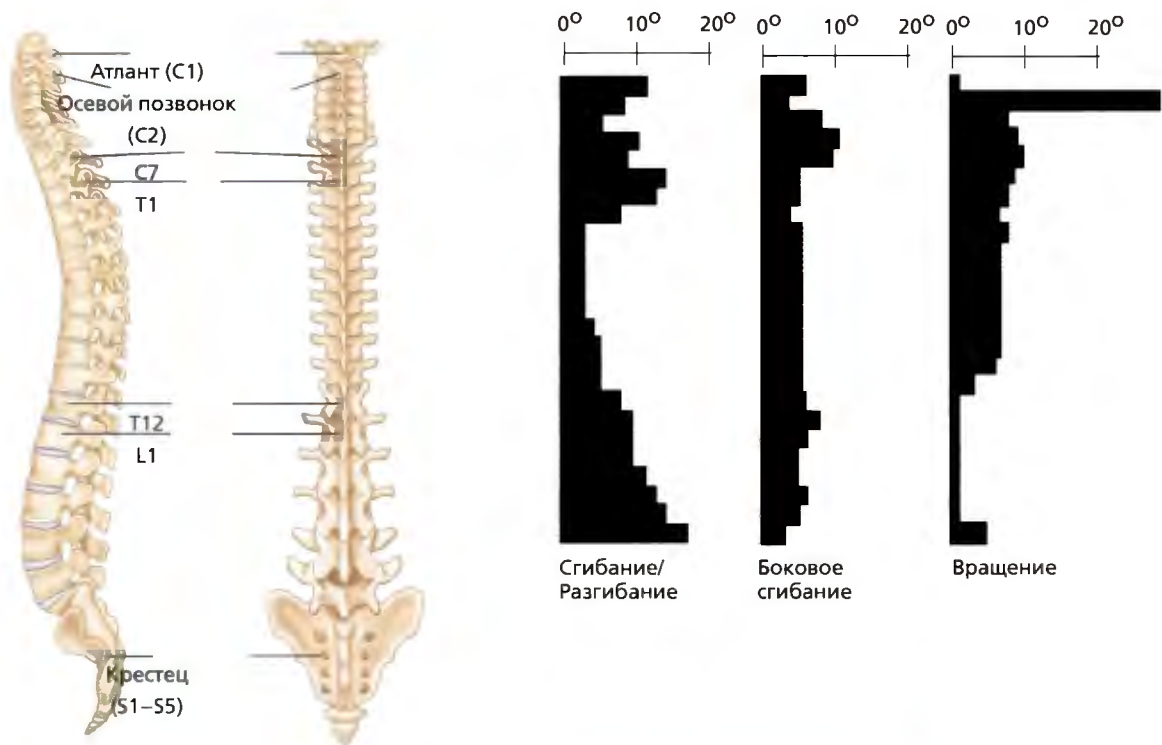 Атлант (C1)
Осевой позвонок
(C2)
C7
T1
T12
L1
Крестец
(S1–S5)
0° 10° 20°
0° 10° 20°
0° 10° 20°
Сгибание/
Разгибание
Боковое
сгибание
Вращение